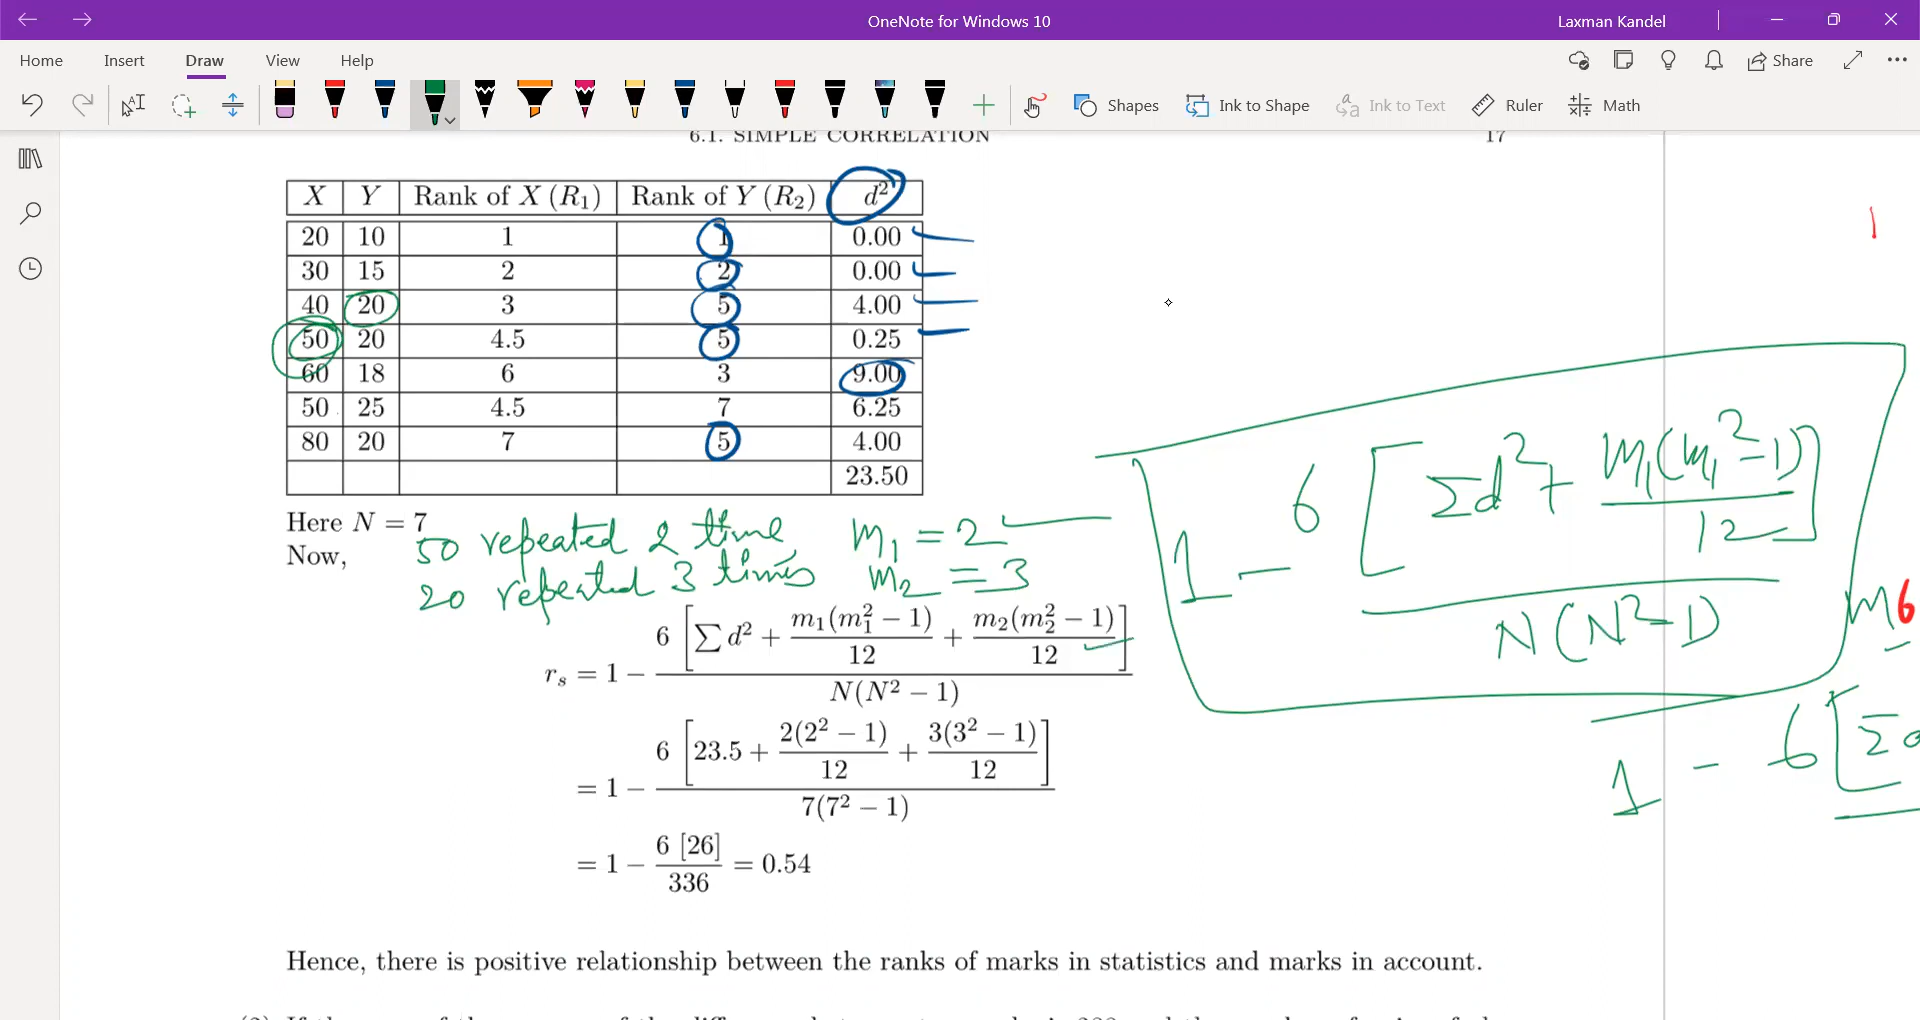 OneNote for Windows 10
Laxman Kandel
Home Insert Draw View Help
Share
Shapes Ink to Shape Ink to Text Ruler Math
6.1. SIMPLE CORRELATION 17
X Y Rank of X (R₁) Rank of Y (R₂) d²
20 10 1 1 0.00
30 15 2 2 0.00
40 20 3 5 4.00
50 20 4.5 5 0.25
60 18 6 3 9.00
50 25 4.5 7 6.25
80 20 7 5 4.00
23.50
Here N = 7
Now,
50 repeated 2 time m₁ = 2
20 repeated 3 times m₂ = 3
r_s = 1 − 6 [∑ d² + m₁(m₁² − 1)/12 + m₂(m₂² − 1)/12] / N(N² − 1)
= 1 − 6 [23.5 + 2(2² − 1)/12 + 3(3² − 1)/12] / 7(7² − 1)
= 1 − 6 [26] / 336 = 0.54
1 − 6 [Σd² + m₁(m₁² − 1)/12] / N(N² − 1)
m 6
1 − 6 [Σ
Hence, there is positive relationship between the ranks of marks in statistics and marks in account.